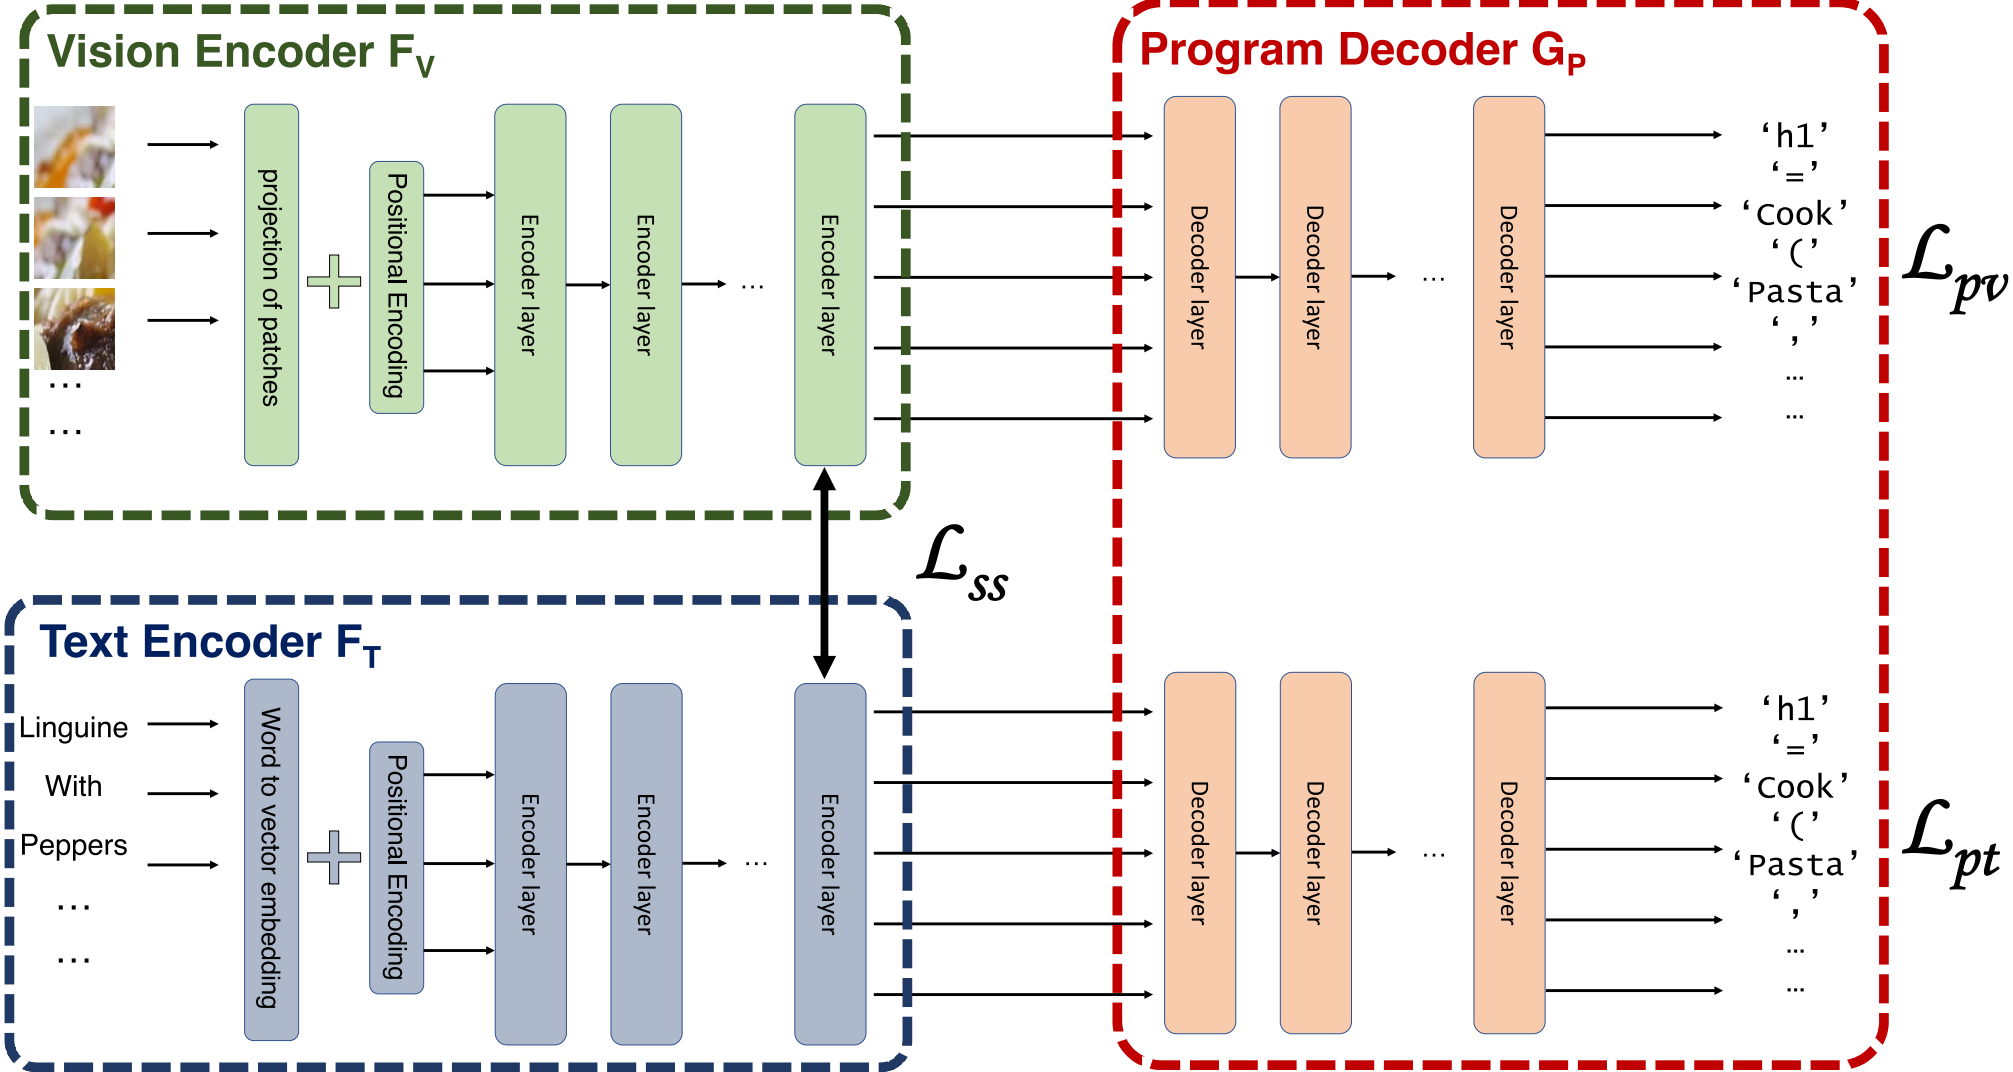 Vision Encoder F_V
projection of patches
Positional Encoding
Encoder layer
Encoder layer
...
Encoder layer
...
...
Program Decoder G_P
Decoder layer
Decoder layer
...
Decoder layer
‘h1’
‘=’
‘Cook’
‘(’
‘Pasta’
‘,’
...
...
ℒ_pv
ℒ_ss
Text Encoder F_T
Linguine
With
Peppers
...
...
Word to vector embedding
Positional Encoding
Encoder layer
Encoder layer
...
Encoder layer
Decoder layer
Decoder layer
...
Decoder layer
‘h1’
‘=’
‘Cook’
‘(’
‘Pasta’
‘,’
...
...
ℒ_pt